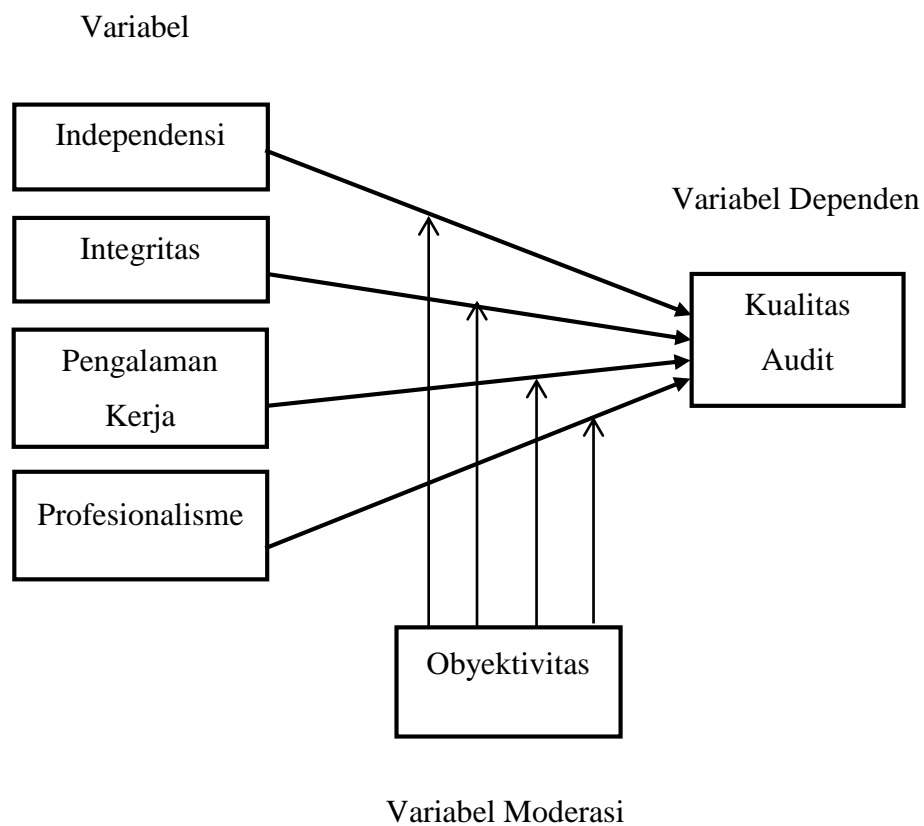 Variabel
Independensi
Integritas
Pengalaman
Kerja
Profesionalisme
Variabel Dependen
Kualitas
Audit
Obyektivitas
Variabel Moderasi